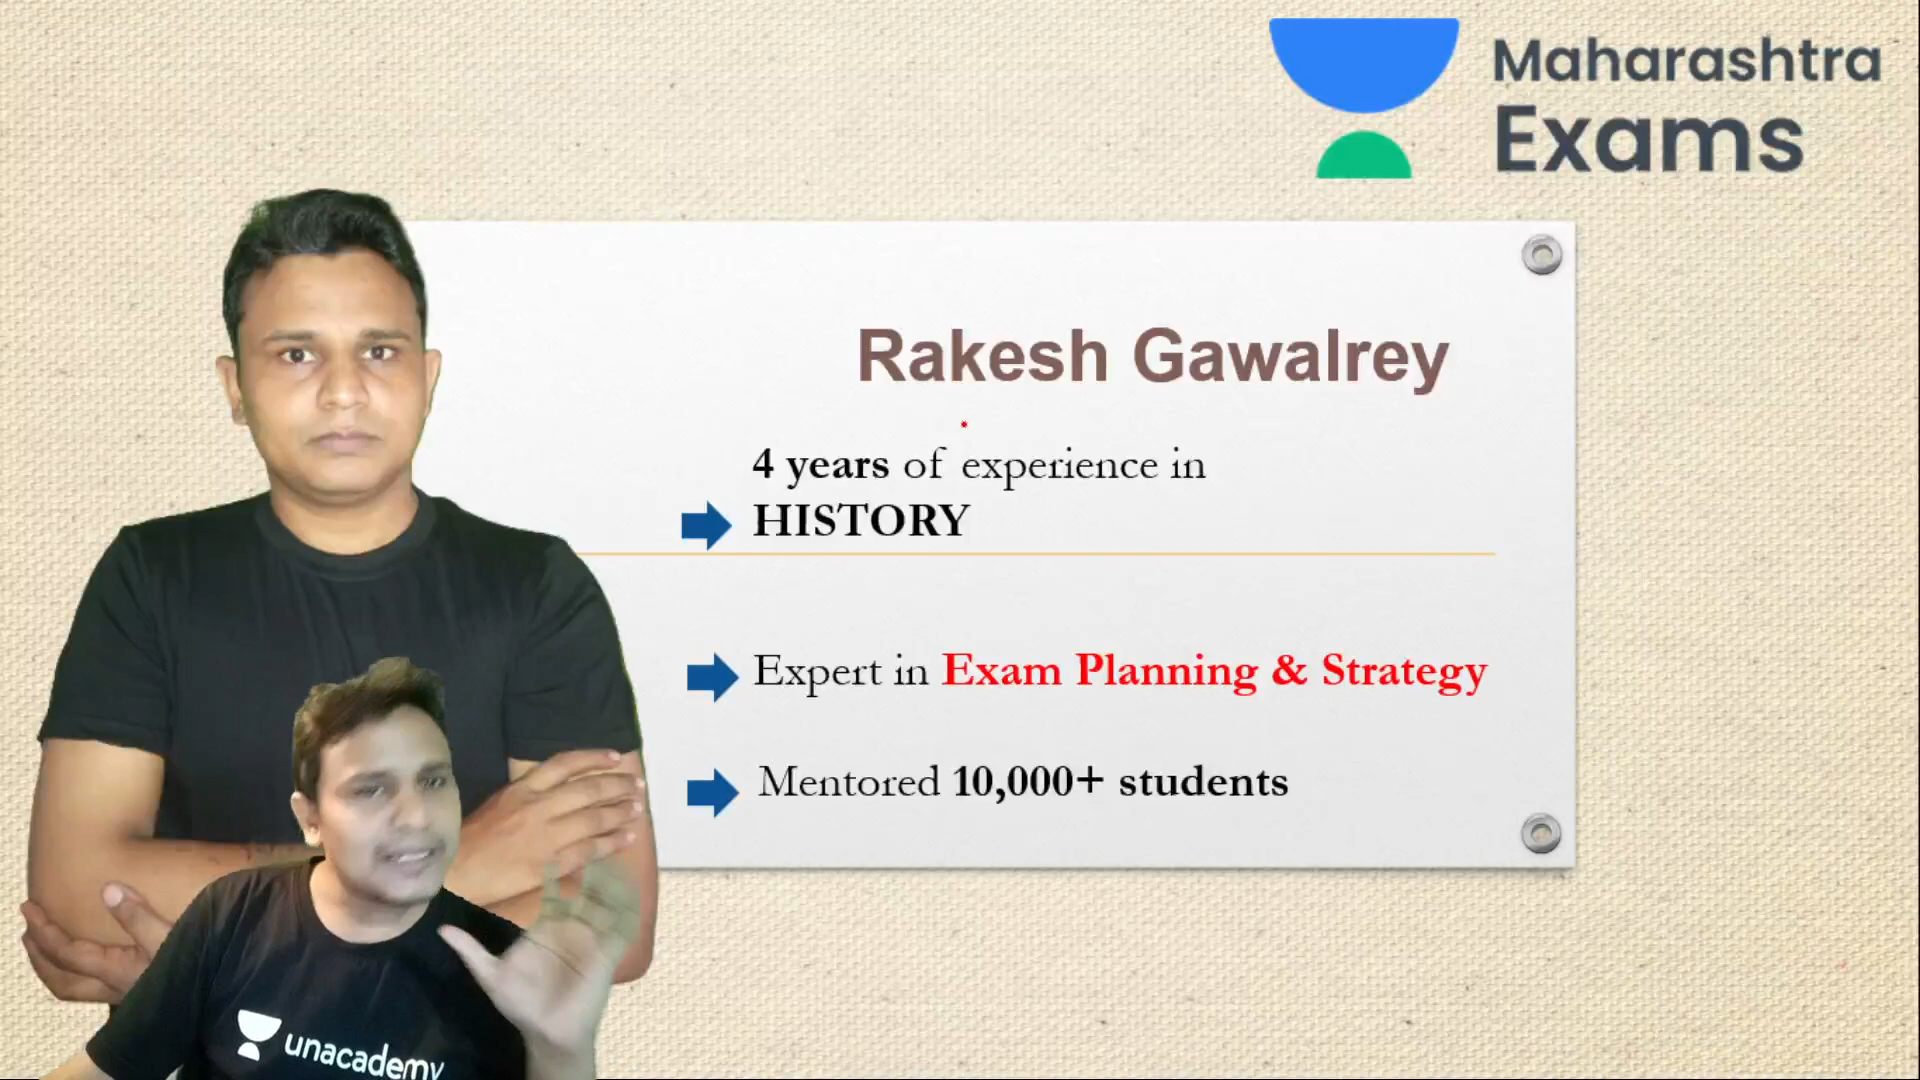 Maharashtra
Exams
Rakesh Gawalrey
4 years of experience in
HISTORY
Expert in Exam Planning & Strategy
Mentored 10,000+ students
unacademy